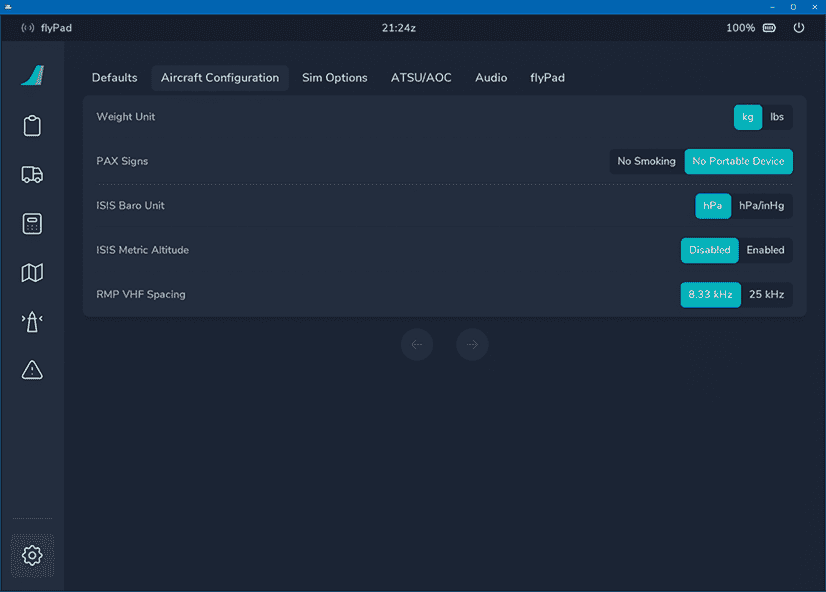 flyPad 21:24z 100%
Defaults Aircraft Configuration Sim Options ATSU/AOC Audio flyPad
Weight Unit kg lbs
PAX Signs No Smoking No Portable Device
ISIS Baro Unit hPa hPa/inHg
ISIS Metric Altitude Disabled Enabled
RMP VHF Spacing 8.33 kHz 25 kHz